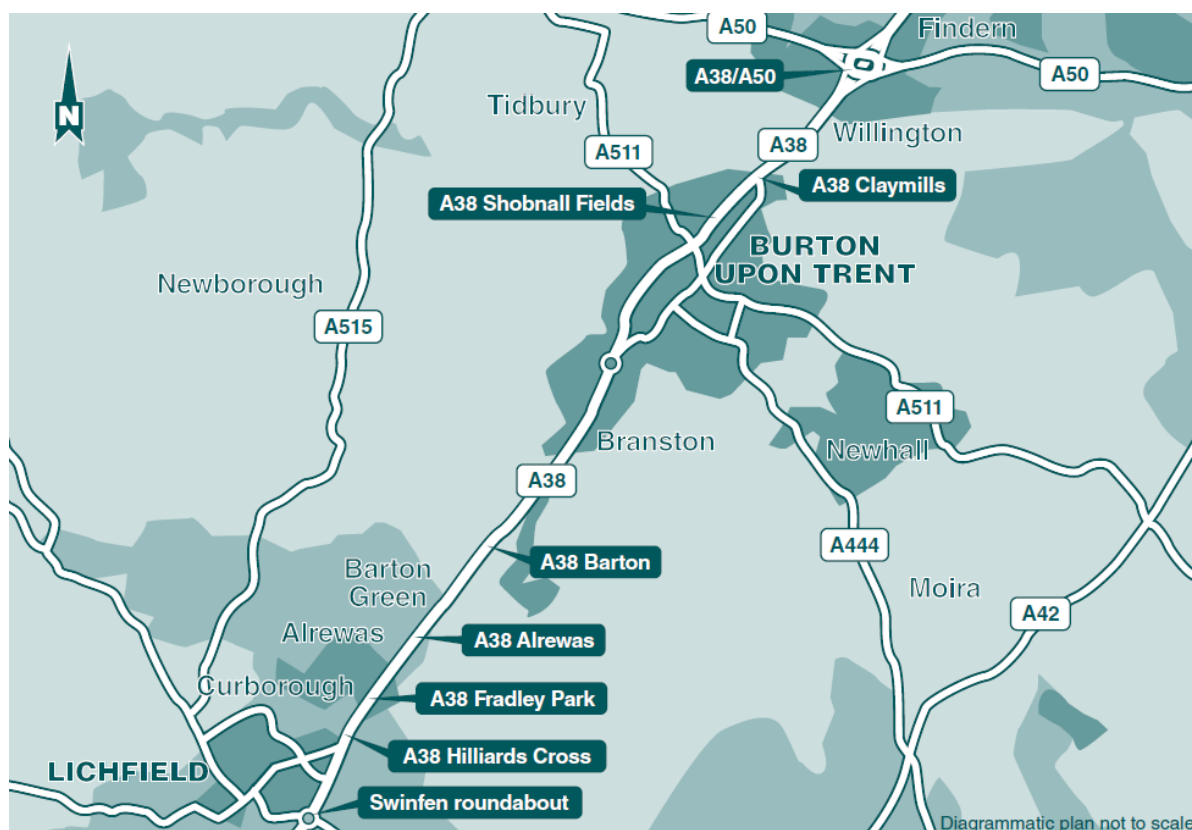 A50
Findern
A38/A50
A50
Tidbury
A38
Willington
A511
A38 Claymills
A38 Shobnall Fields
N
BURTON
UPON TRENT
Newborough
A515
A511
Branston
Newhall
A38
A444
A38 Barton
Barton
Green
Moira
A42
Alrewas
A38 Alrewas
Curborough
A38 Fradley Park
A38 Hilliards Cross
LICHFIELD
Swinfen roundabout
Diagrammatic plan not to scale